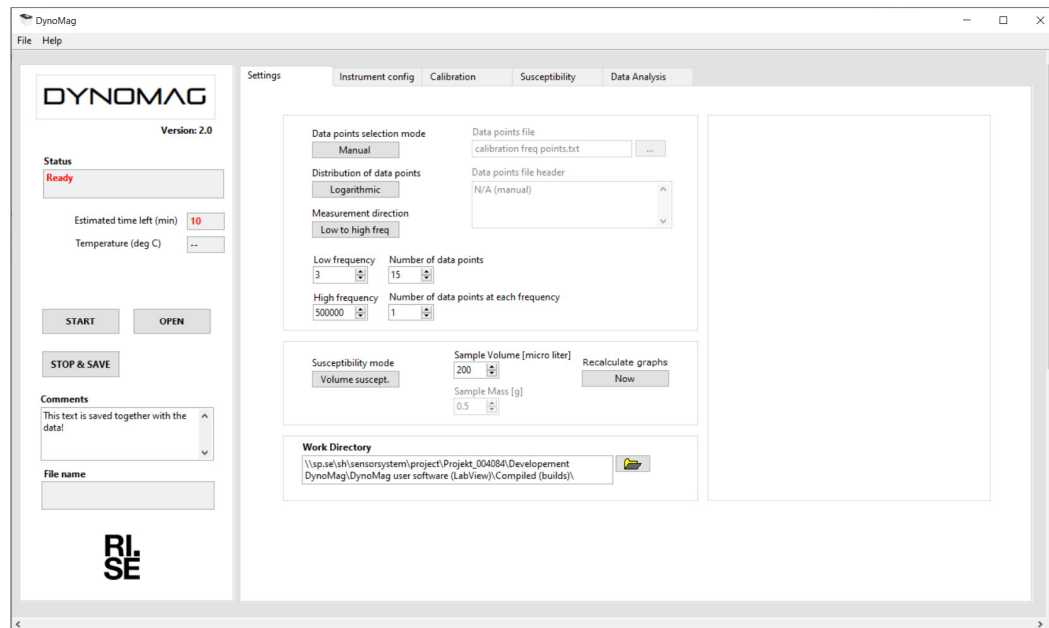 DynoMag
File Help
DYNOMAG
Version: 2.0
Status
Ready
Estimated time left (min) 10
Temperature (deg C) --
START OPEN
STOP & SAVE
Comments
This text is saved together with the
data!
File name
RI.
SE
Settings Instrument config Calibration Susceptibility Data Analysis
Data points selection mode
Manual
Data points file
calibration freq points.txt ...
Distribution of data points
Logarithmic
Data points file header
N/A (manual)
Measurement direction
Low to high freq
Low frequency Number of data points
3 15
High frequency Number of data points at each frequency
500000 1
Susceptibility mode
Volume suscept.
Sample Volume [micro liter]
200
Sample Mass [g]
0.5
Recalculate graphs
Now
Work Directory
\\sp.se\sh\sensorsystem\project\Projekt_004084\Developement
DynoMag\DynoMag user software (LabView)\Compiled (builds)\